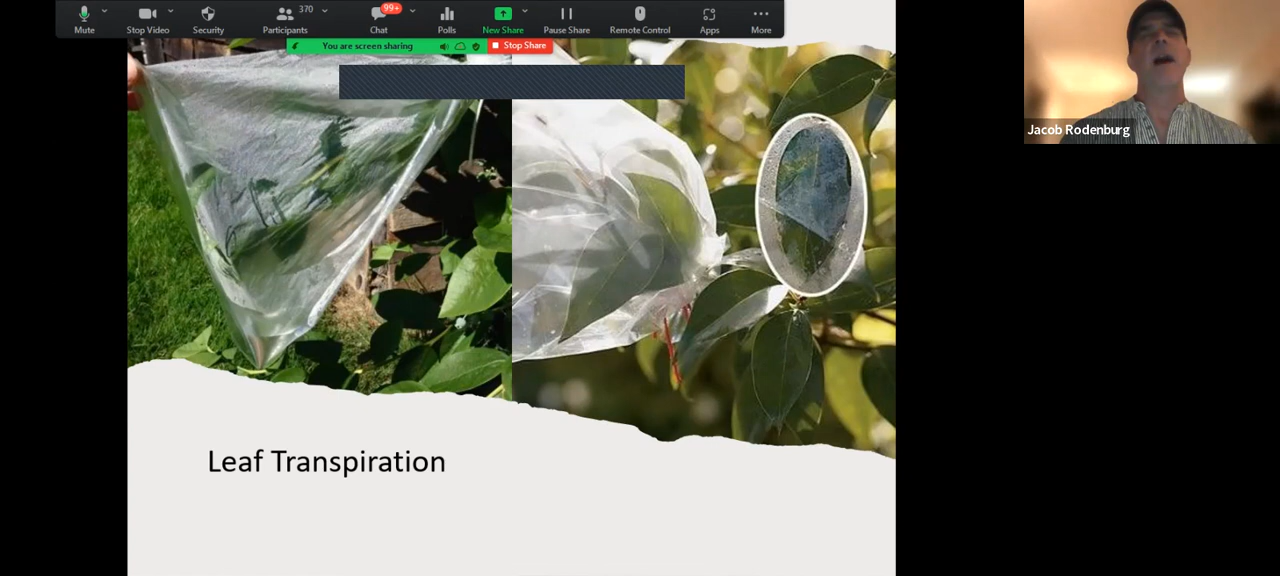 Mute
Stop Video
Security
370
Participants
99+
Chat
Polls
New Share
Pause Share
Remote Control
Apps
More
You are screen sharing
Stop Share
Jacob Rodenburg
Leaf Transpiration